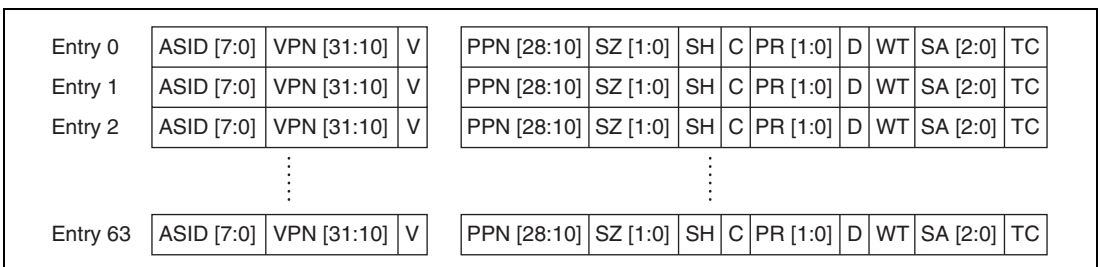 Entry 0 ASID [7:0] VPN [31:10] V PPN [28:10] SZ [1:0] SH C PR [1:0] D WT SA [2:0] TC
Entry 1 ASID [7:0] VPN [31:10] V PPN [28:10] SZ [1:0] SH C PR [1:0] D WT SA [2:0] TC
Entry 2 ASID [7:0] VPN [31:10] V PPN [28:10] SZ [1:0] SH C PR [1:0] D WT SA [2:0] TC
Entry 63 ASID [7:0] VPN [31:10] V PPN [28:10] SZ [1:0] SH C PR [1:0] D WT SA [2:0] TC